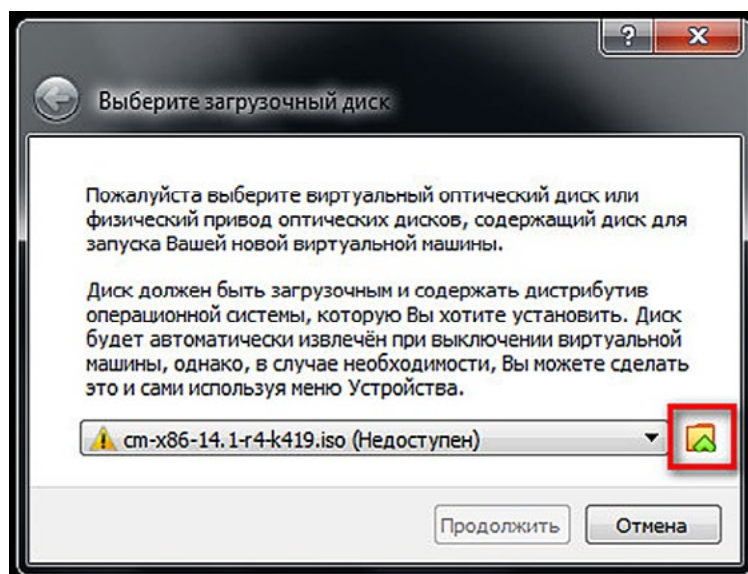 ?
Выберите загрузочный диск
Пожалуйста выберите виртуальный оптический диск или
физический привод оптических дисков, содержащий диск для
запуска Вашей новой виртуальной машины.
Диск должен быть загрузочным и содержать дистрибутив
операционной системы, которую Вы хотите установить. Диск
будет автоматически извлечён при выключении виртуальной
машины, однако, в случае необходимости, Вы можете сделать
это и сами используя меню Устройства.
cm-x86-14.1-r4-k419.iso (Недоступен)
Продолжить Отмена